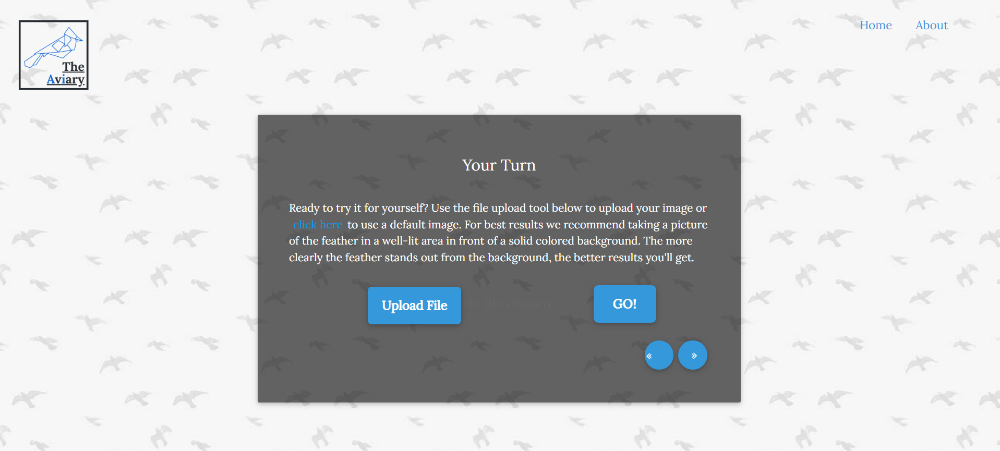 The
Aviary
Home
About
Your Turn
Ready to try it for yourself? Use the file upload tool below to upload your image or
click here to use a default image. For best results we recommend taking a picture
of the feather in a well-lit area in front of a solid colored background. The more
clearly the feather stands out from the background, the better results you'll get.
Upload File
No file chosen
GO!
«
»